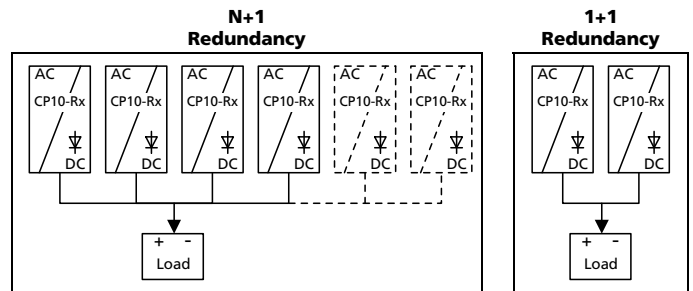 N+1
Redundancy
AC AC AC AC AC AC
CP10-Rx CP10-Rx CP10-Rx CP10-Rx CP10-Rx CP10-Rx
DC DC DC DC DC DC
+ -
Load
1+1
Redundancy
AC AC
CP10-Rx CP10-Rx
DC DC
+ -
Load